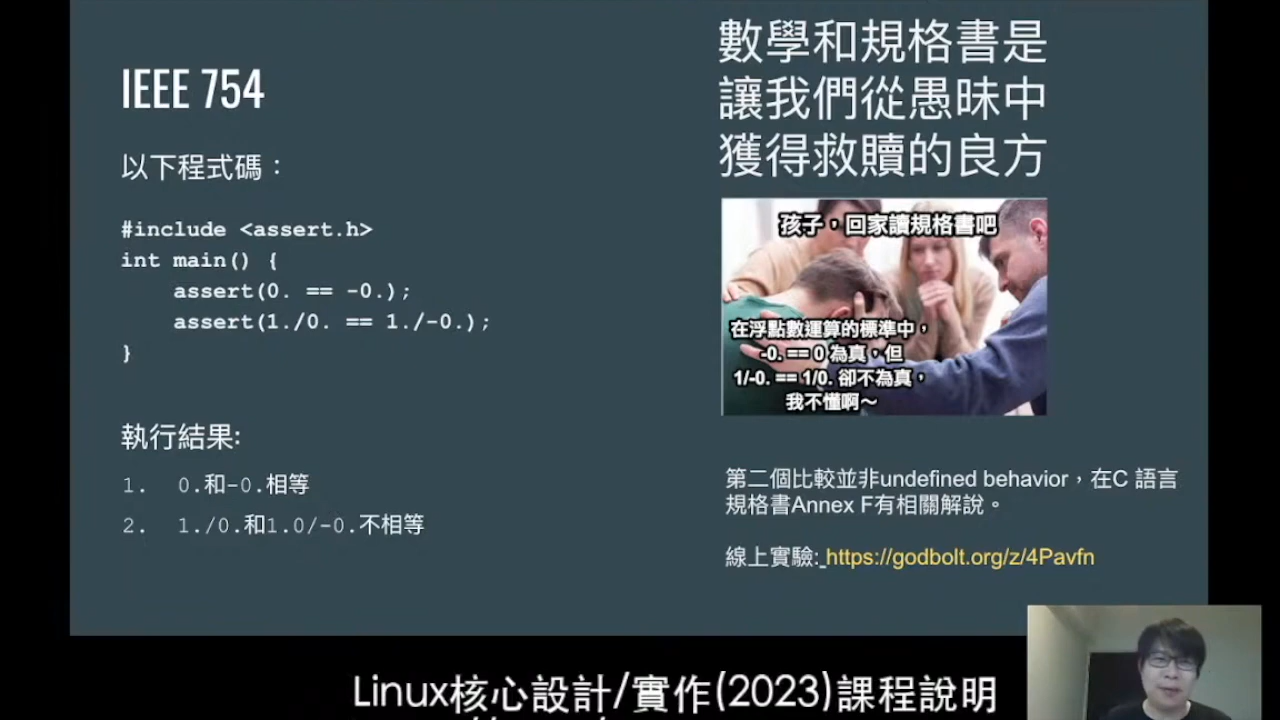 IEEE 754
以下程式碼：
#include <assert.h>
int main() {
    assert(0. == -0.);
    assert(1./0. == 1./-0.);
}
執行結果:
1. 0.和-0.相等
2. 1./0.和1.0/-0.不相等
數學和規格書是
讓我們從愚昧中
獲得救贖的良方
孩子，回家讀規格書吧
在浮點數運算的標準中，
-0. == 0 為真，但
1/-0. == 1/0. 卻不為真，
我不懂啊～
第二個比較並非undefined behavior，在C 語言
規格書Annex F有相關解說。
線上實驗: https://godbolt.org/z/4Pavfn
Linux核心設計/實作(2023)課程說明